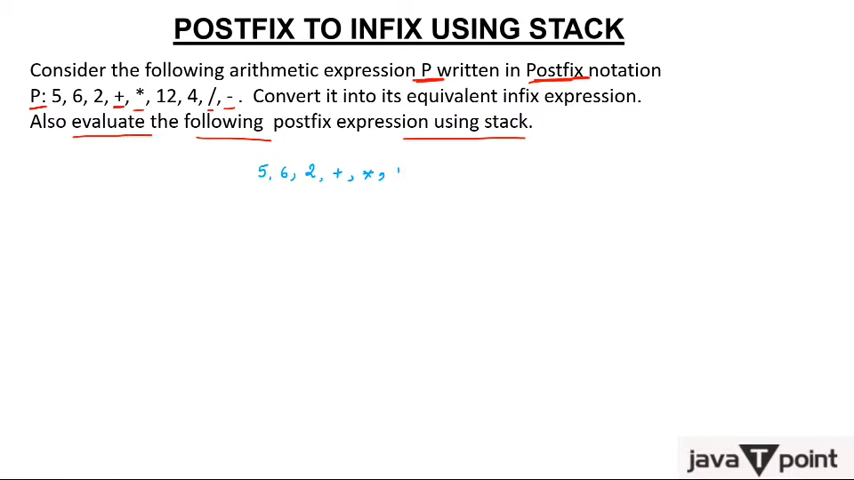 POSTFIX TO INFIX USING STACK
Consider the following arithmetic expression P written in Postfix notation
P: 5, 6, 2, +, *, 12, 4, /, - . Convert it into its equivalent infix expression.
Also evaluate the following postfix expression using stack.
5, 6, 2, +, *,
java T point